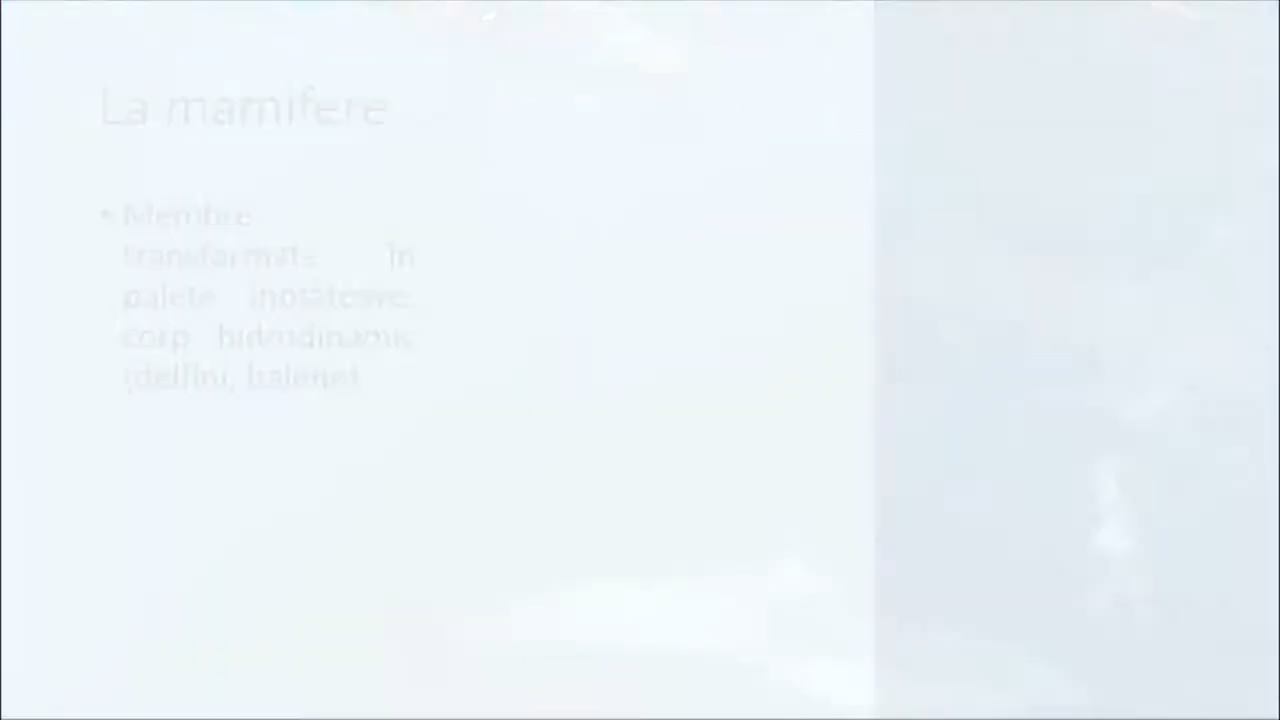 La mamifere
• Membre
transformate în
palete înotătoare,
corp hidrodinamic
(delfini, balene)